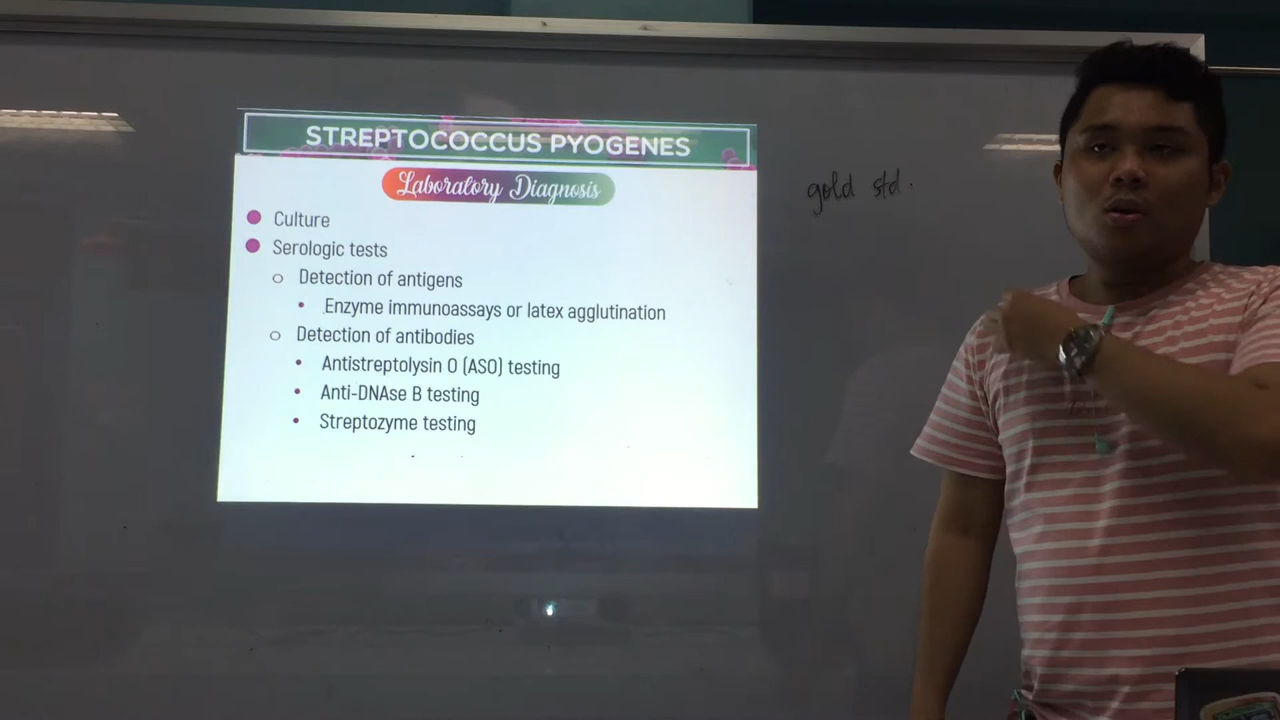 STREPTOCOCCUS PYOGENES
Laboratory Diagnosis
Culture
Serologic tests
Detection of antigens
Enzyme immunoassays or latex agglutination
Detection of antibodies
Antistreptolysin O (ASO) testing
Anti-DNAse B testing
Streptozyme testing
gold std.